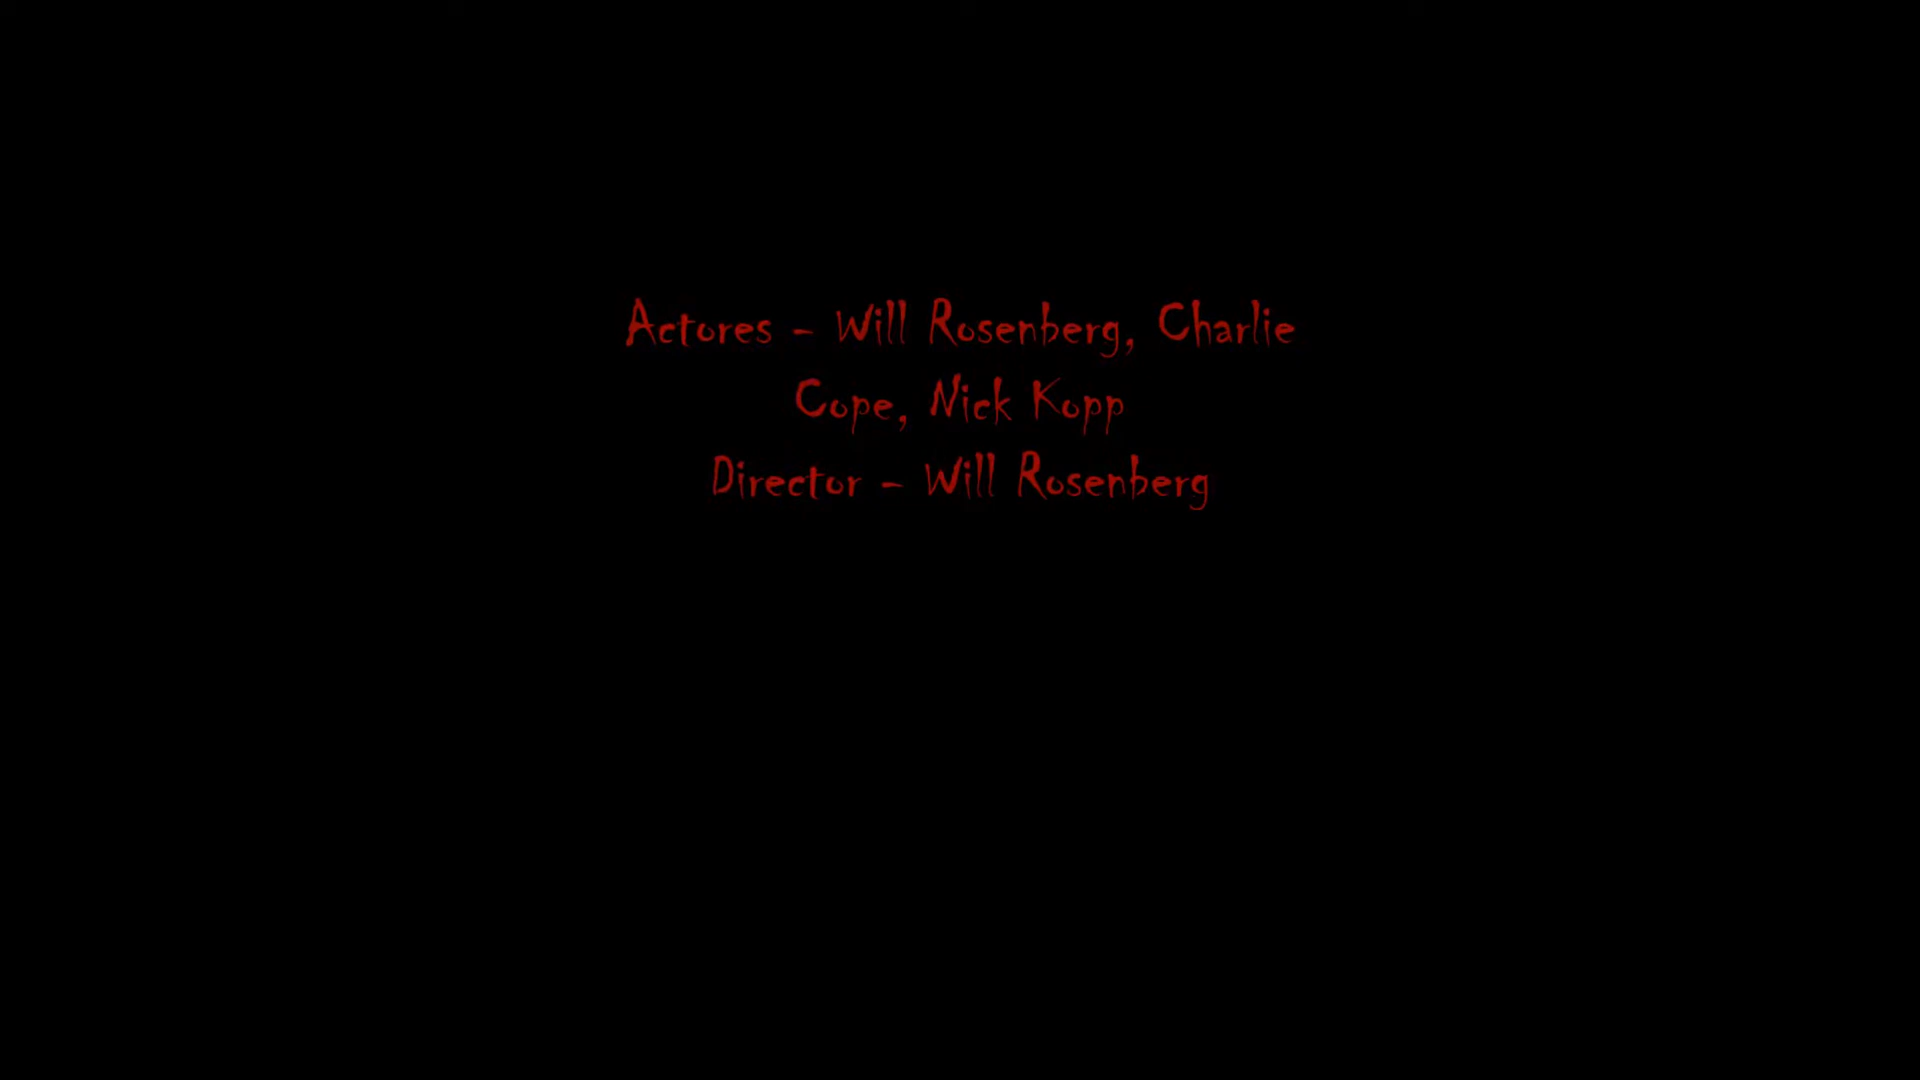 Actores - Will Rosenberg, Charlie
Cope, Nick Kopp
Director - Will Rosenberg